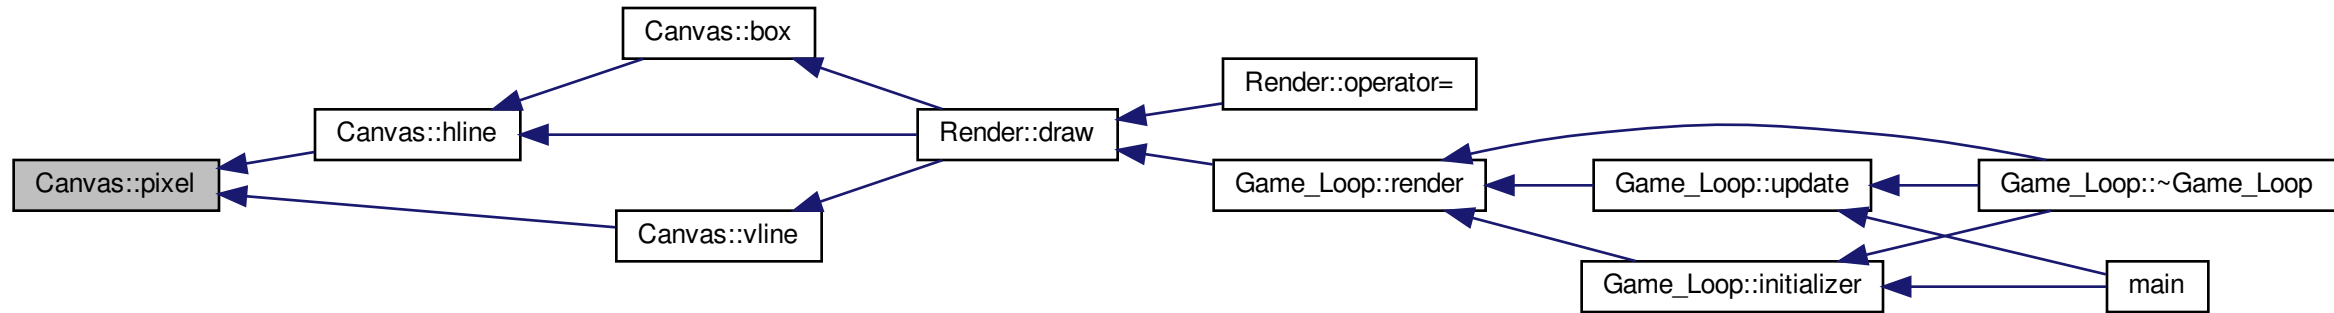 Canvas::pixel
Canvas::hline
Canvas::box
Canvas::vline
Render::draw
Render::operator=
Game_Loop::render
Game_Loop::update
Game_Loop::initializer
Game_Loop::~Game_Loop
main